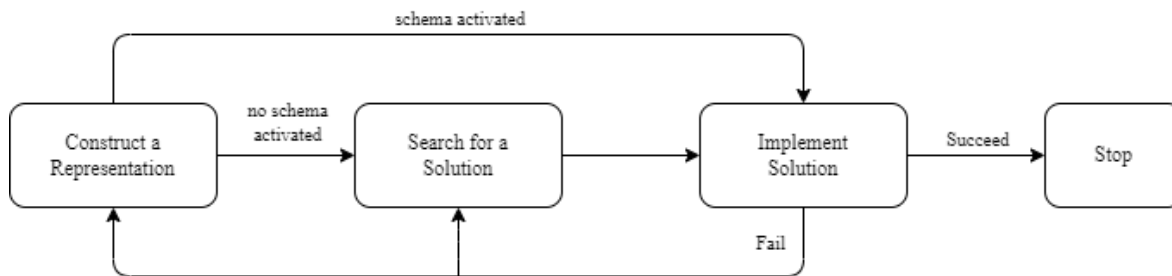 schema activated
no schema
activated
Construct a
Representation
Search for a
Solution
Implement
Solution
Succeed
Stop
Fail